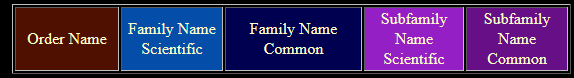 Order Name
Family Name
Scientific
Family Name
Common
Subfamily
Name
Scientific
Subfamily
Name
Common